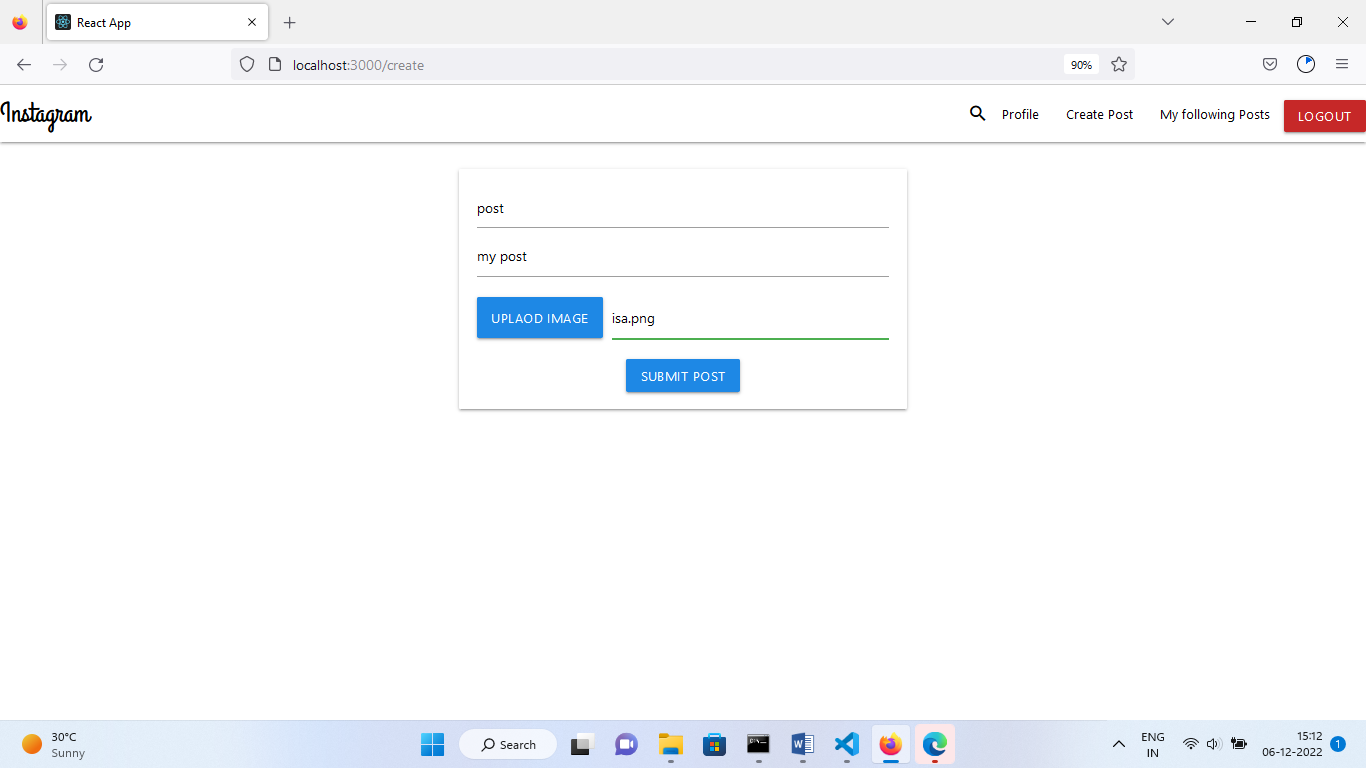 React App
localhost:3000/create
90%
Instagram
Profile
Create Post
My following Posts
LOGOUT
post
my post
UPLAOD IMAGE
isa.png
SUBMIT POST
30°C
Sunny
Search
ENG
IN
15:12
06-12-2022
1